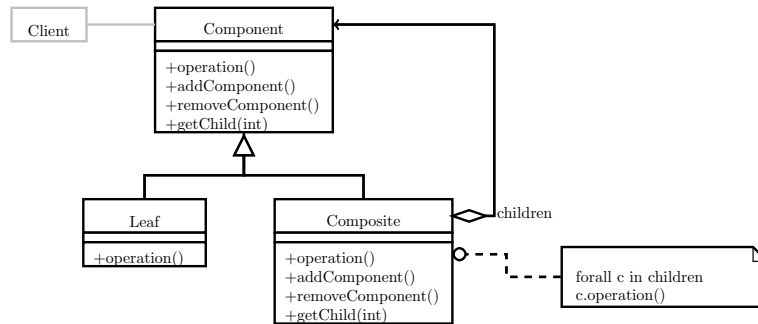 Client
Component
+operation()
+addComponent()
+removeComponent()
+getChild(int)
Leaf
+operation()
Composite
+operation()
+addComponent()
+removeComponent()
+getChild(int)
children
forall c in children
c.operation()